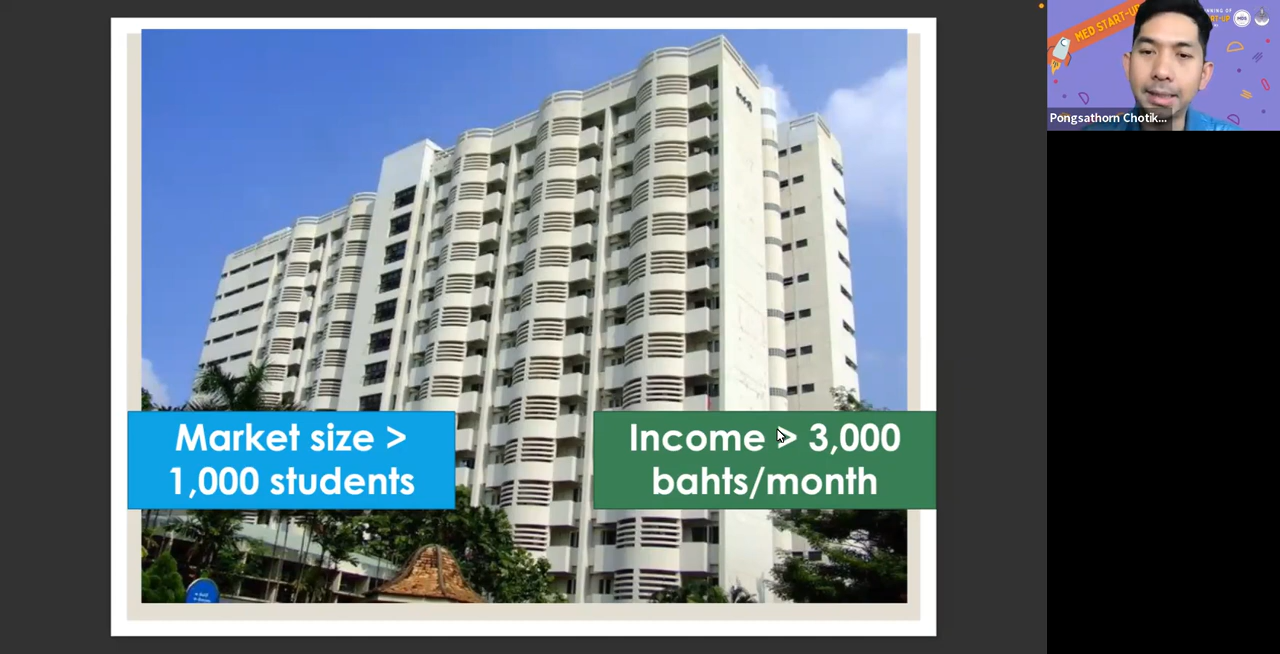 Market size >
1,000 students
Income > 3,000
bahts/month
MED START-UP
Pongsathorn Chotik...